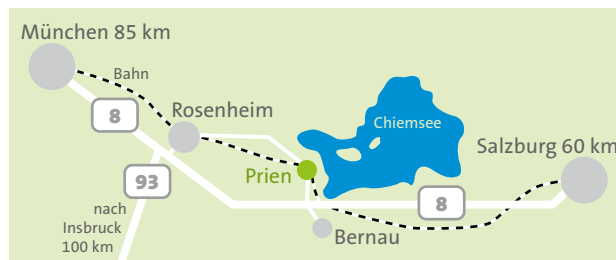 München 85 km
Bahn
8
Rosenheim
Chiemsee
Salzburg 60 km
Prien
93
8
nach
Insbruck
100 km
Bernau